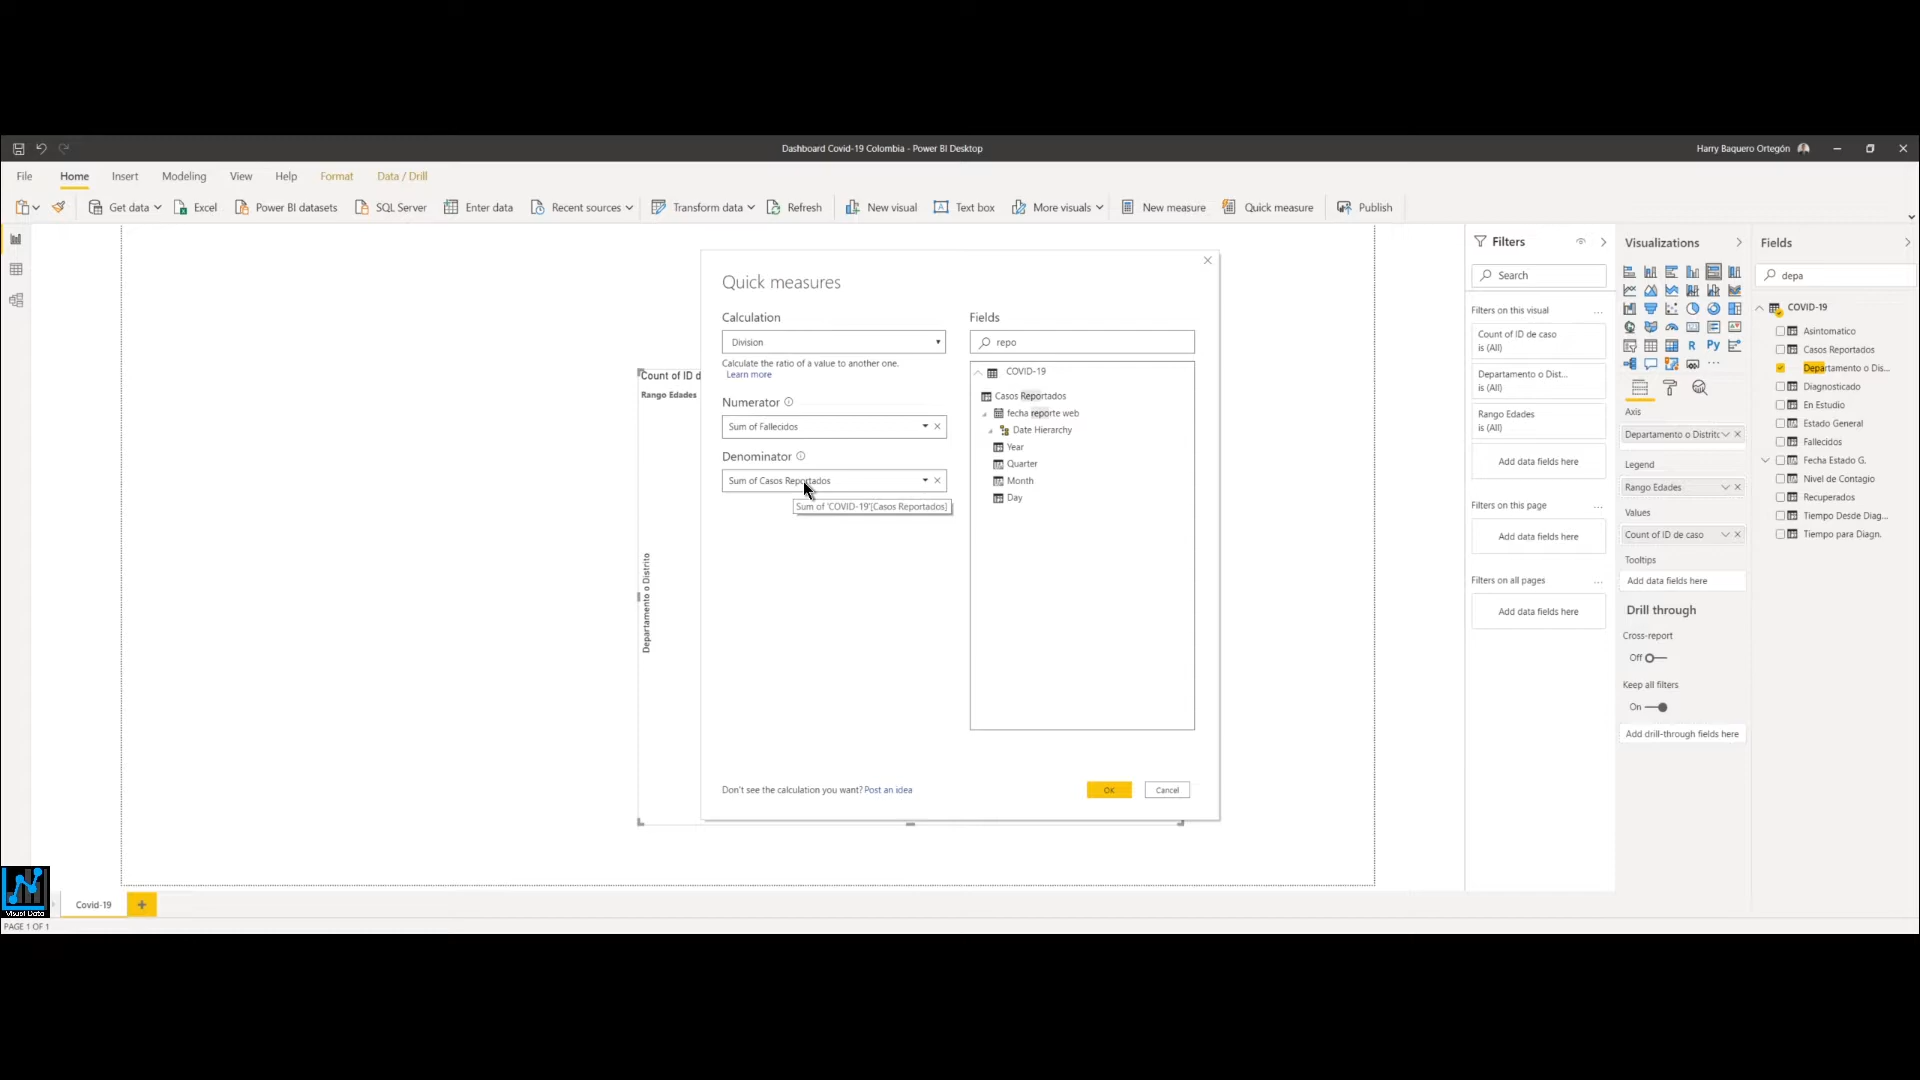 Dashboard Covid-19 Colombia - Power BI Desktop
Harry Baquero Ortegón
File
Home
Insert
Modeling
View
Help
Format
Data / Drill
Get data
Excel
Power BI datasets
SQL Server
Enter data
Recent sources
Transform data
Refresh
New visual
Text box
More visuals
New measure
Quick measure
Publish
Count of ID d
Rango Edades
Departamento o Distrito
Quick measures
Calculation
Division
Calculate the ratio of a value to another one.
Learn more
Numerator
Sum of Fallecidos
Denominator
Sum of Casos Reportados
Sum of 'COVID-19'[Casos Reportados]
Fields
repo
COVID-19
Casos Reportados
fecha reporte web
Date Hierarchy
Year
Quarter
Month
Day
Don't see the calculation you want? Post an idea
OK
Cancel
Filters
Search
Filters on this visual
...
Count of ID de caso
is (All)
Departamento o Dist...
is (All)
Rango Edades
is (All)
Add data fields here
Filters on this page
...
Add data fields here
Filters on all pages
...
Add data fields here
Visualizations
R
Py
...
Axis
Departamento o Distrito
Legend
Rango Edades
Values
Count of ID de caso
Tooltips
Add data fields here
Drill through
Cross-report
Off
Keep all filters
On
Add drill-through fields here
Fields
depa
COVID-19
Asintomatico
Casos Reportados
Departamento o Dis...
Diagnosticado
En Estudio
Estado General
Fallecidos
Fecha Estado G.
Nivel de Contagio
Recuperados
Tiempo Desde Diag...
Tiempo para Diagn.
Visual Data
Covid-19
PAGE 1 OF 1